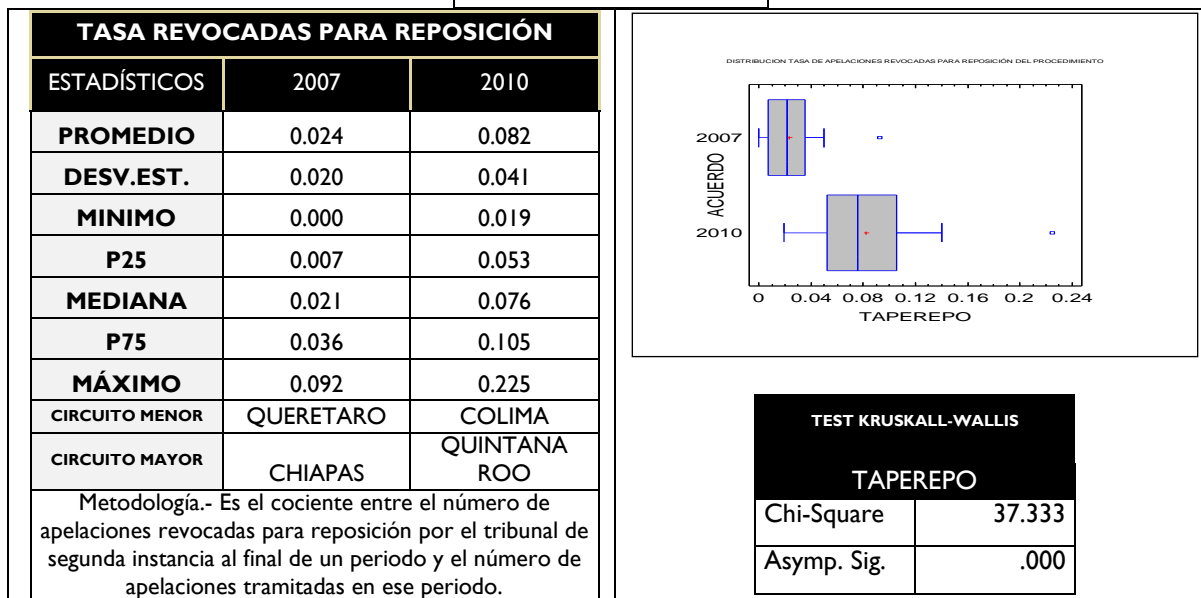 TASA REVOCADAS PARA REPOSICIÓN
ESTADÍSTICOS 2007 2010
PROMEDIO 0.024 0.082
DESV.EST. 0.020 0.041
MINIMO 0.000 0.019
P25 0.007 0.053
MEDIANA 0.021 0.076
P75 0.036 0.105
MÁXIMO 0.092 0.225
CIRCUITO MENOR QUERETARO COLIMA
CIRCUITO MAYOR CHIAPAS QUINTANA
ROO
Metodología.- Es el cociente entre el número de
apelaciones revocadas para reposición por el tribunal de
segunda instancia al final de un periodo y el número de
apelaciones tramitadas en ese periodo.
DISTRIBUCION TASA DE APELACIONES REVOCADAS PARA REPOSICIÓN DEL PROCEDIMIENTO
2007
ACUERDO
2010
0 0.04 0.08 0.12 0.16 0.2 0.24
TAPEREPO
TEST KRUSKALL-WALLIS
TAPEREPO
Chi-Square 37.333
Asymp. Sig. .000